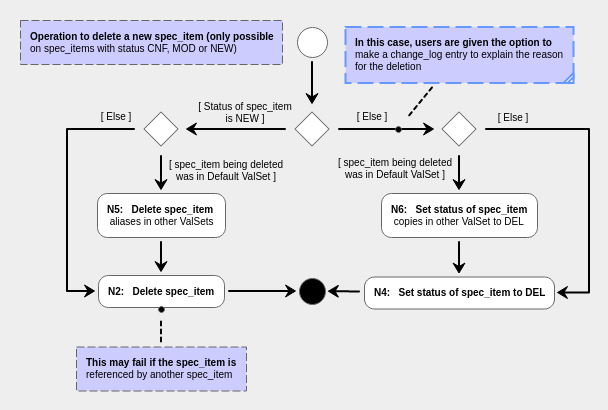 Operation to delete a new spec_item (only possible
on spec_items with status CNF, MOD or NEW)
In this case, users are given the option to
make a change_log entry to explain the reason
for the deletion
[ Else ]
[ Status of spec_item
is NEW ]
[ Else ]
[ Else ]
[ spec_item being deleted
was in Default ValSet ]
[ spec_item being deleted
was in Default ValSet ]
N5: Delete spec_item
aliases in other ValSets
N6: Set status of spec_item
copies in other ValSet to DEL
N2: Delete spec_item
N4: Set status of spec_item to DEL
This may fail if the spec_item is
referenced by another spec_item